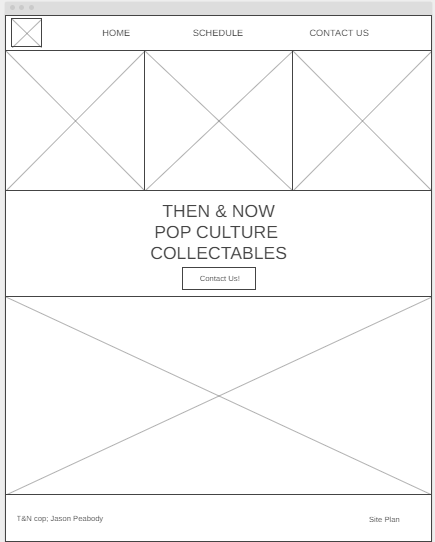 HOME SCHEDULE CONTACT US
THEN & NOW
POP CULTURE
COLLECTABLES
Contact Us!
T&N cop; Jason Peabody Site Plan